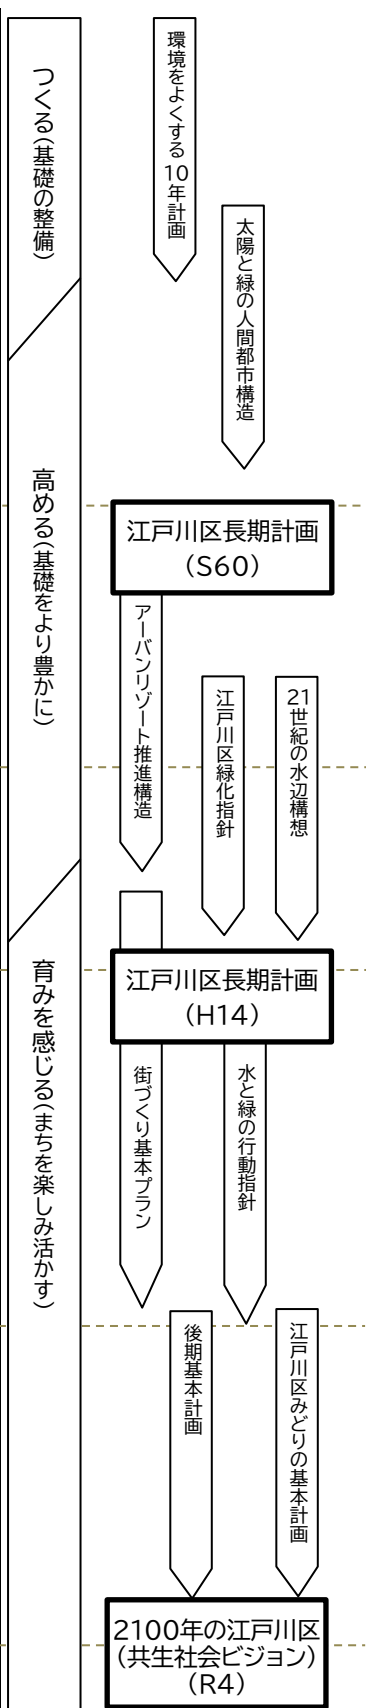 つくる(基礎の整備)
高める(基礎をより豊かに)
育みを感じる(まちを楽しみ活かす)
環境をよくする10年計画
太陽と緑の人間都市構造
江戸川区長期計画
(S60)
アーバンリゾート推進構造
江戸川区緑化指針
21世紀の水辺構想
江戸川区長期計画
(H14)
街づくり基本プラン
水と緑の行動指針
後期基本計画
江戸川区みどりの基本計画
2100年の江戸川区
(共生社会ビジョン)
(R4)